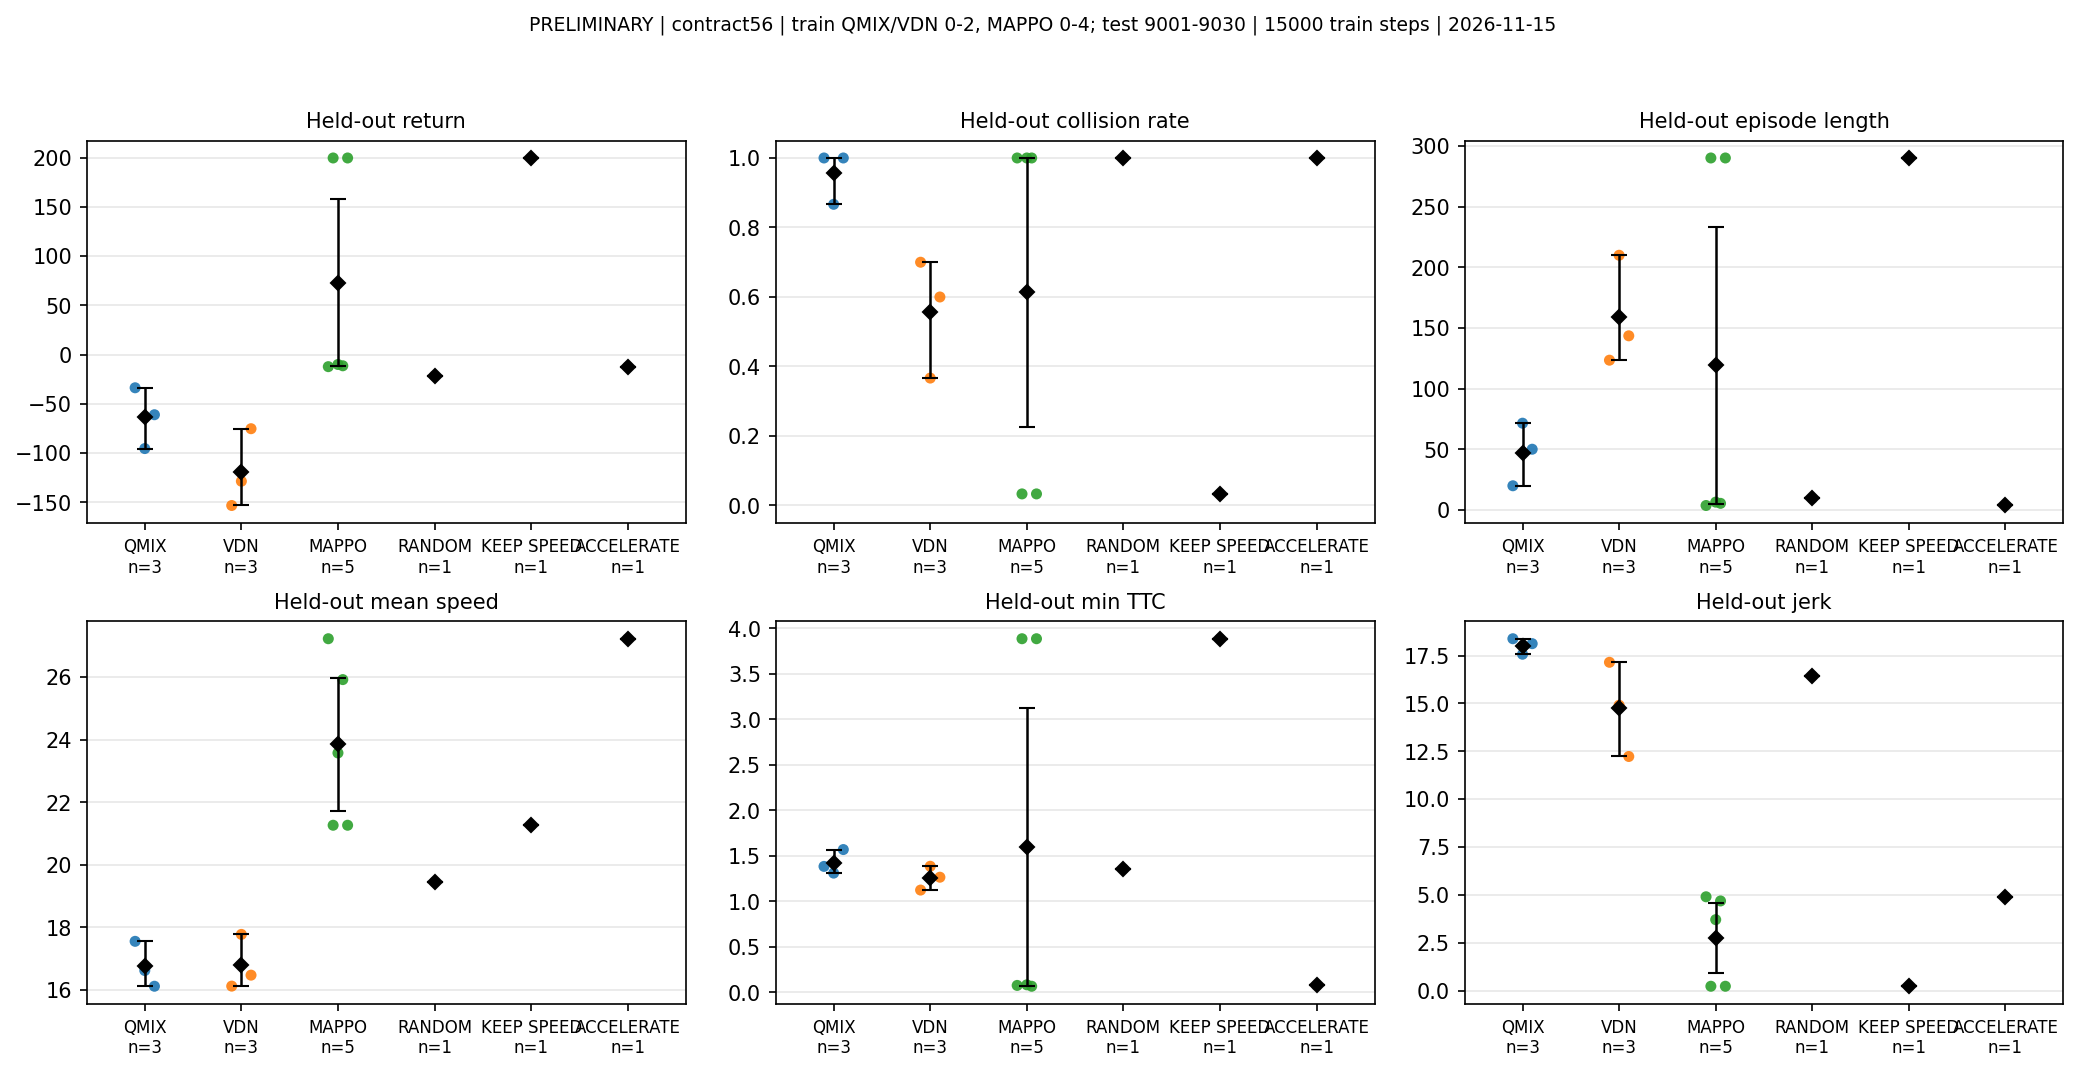 PRELIMINARY | contract56 | train QMIX/VDN 0-2, MAPPO 0-4; test 9001-9030 | 15000 train steps | 2026-11-15
Held-out return
200
150
100
50
0
−50
−100
−150
QMIX VDN MAPPO RANDOM KEEP SPEED ACCELERATE
n=3 n=3 n=5 n=1 n=1 n=1
Held-out collision rate
1.0
0.8
0.6
0.4
0.2
0.0
QMIX VDN MAPPO RANDOM KEEP SPEED ACCELERATE
n=3 n=3 n=5 n=1 n=1 n=1
Held-out episode length
300
250
200
150
100
50
0
QMIX VDN MAPPO RANDOM KEEP SPEED ACCELERATE
n=3 n=3 n=5 n=1 n=1 n=1
Held-out mean speed
26
24
22
20
18
16
QMIX VDN MAPPO RANDOM KEEP SPEED ACCELERATE
n=3 n=3 n=5 n=1 n=1 n=1
Held-out min TTC
4.0
3.5
3.0
2.5
2.0
1.5
1.0
0.5
0.0
QMIX VDN MAPPO RANDOM KEEP SPEED ACCELERATE
n=3 n=3 n=5 n=1 n=1 n=1
Held-out jerk
17.5
15.0
12.5
10.0
7.5
5.0
2.5
0.0
QMIX VDN MAPPO RANDOM KEEP SPEED ACCELERATE
n=3 n=3 n=5 n=1 n=1 n=1